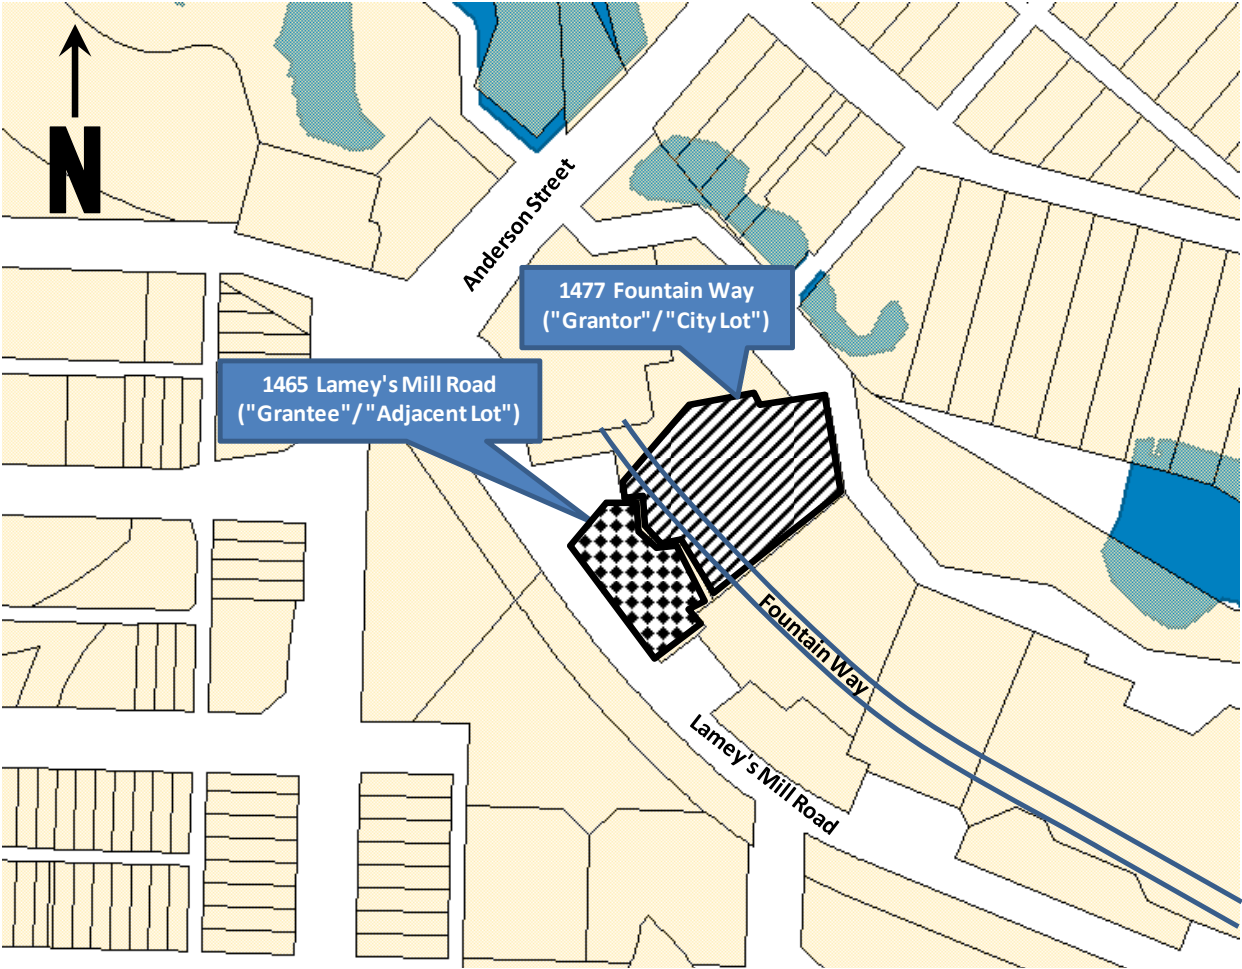 N
Anderson Street
1477 Fountain Way
("Grantor"/"City Lot")
1465 Lamey's Mill Road
("Grantee"/"Adjacent Lot")
Fountain Way
Lamey's Mill Road